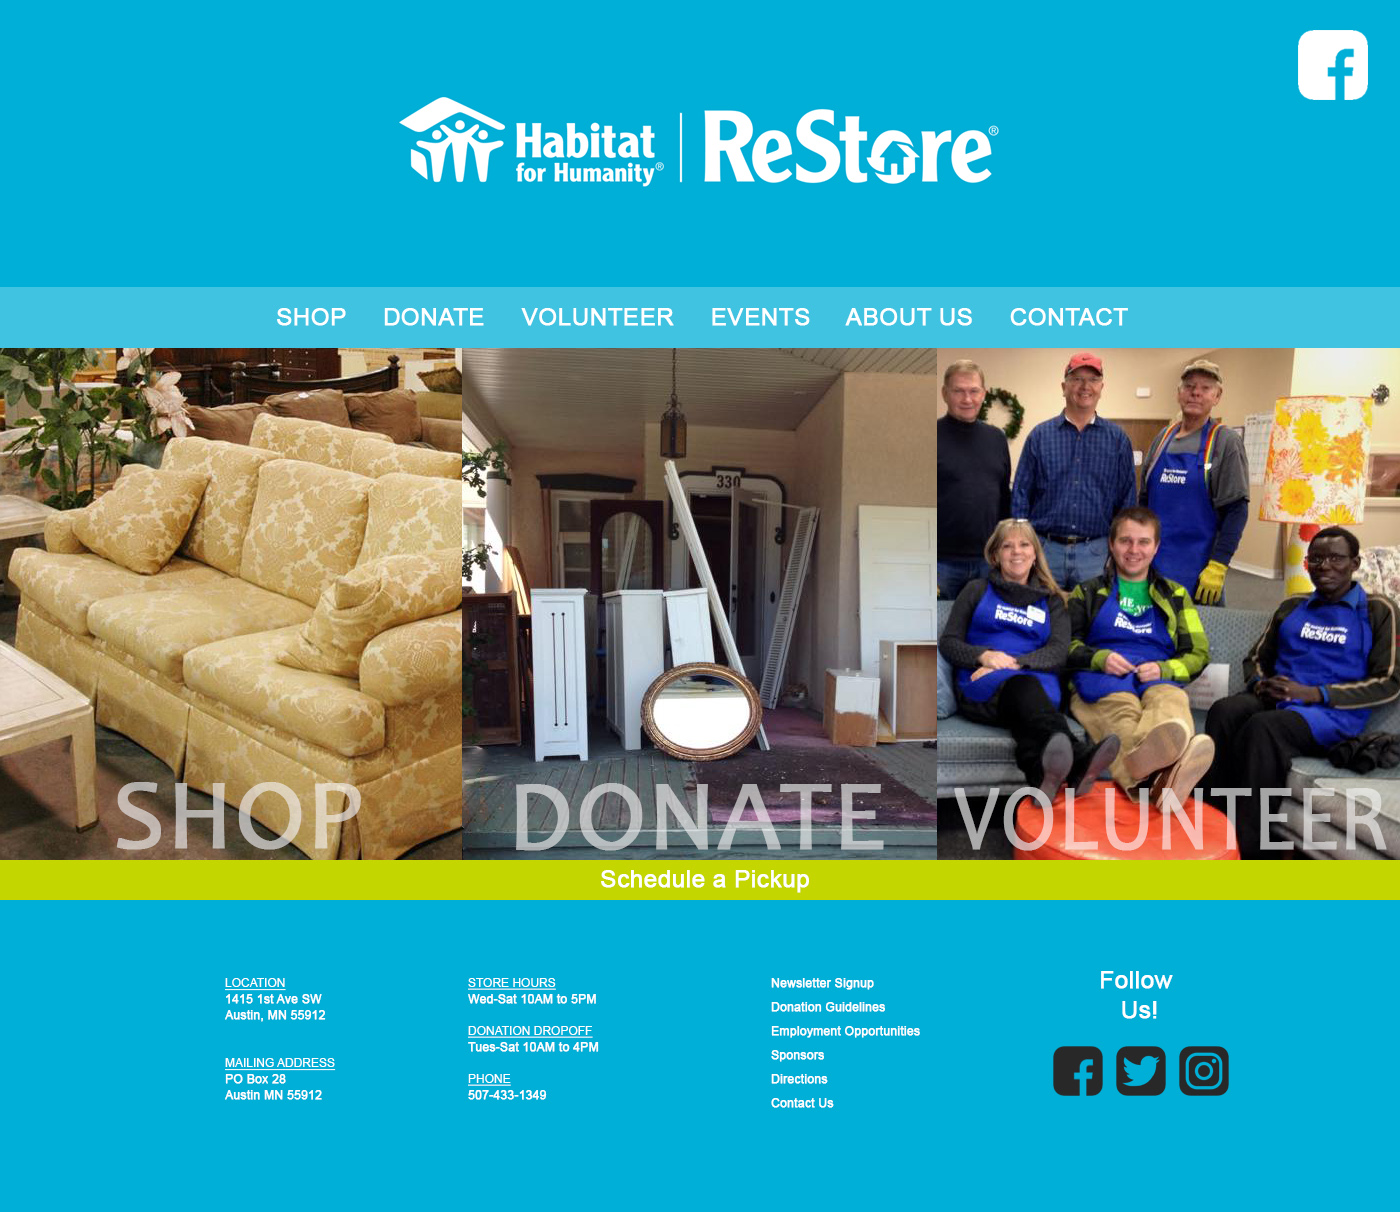 Habitat
for Humanity®
ReStore®
SHOP DONATE VOLUNTEER EVENTS ABOUT US CONTACT
330
ReStore
ReStore
ReStore
ReStore
SHOP
DONATE
VOLUNTEER
Schedule a Pickup
LOCATION
1415 1st Ave SW
Austin, MN 55912
MAILING ADDRESS
PO Box 28
Austin MN 55912
STORE HOURS
Wed-Sat 10AM to 5PM
DONATION DROPOFF
Tues-Sat 10AM to 4PM
PHONE
507-433-1349
Newsletter Signup
Donation Guidelines
Employment Opportunities
Sponsors
Directions
Contact Us
Follow
Us!